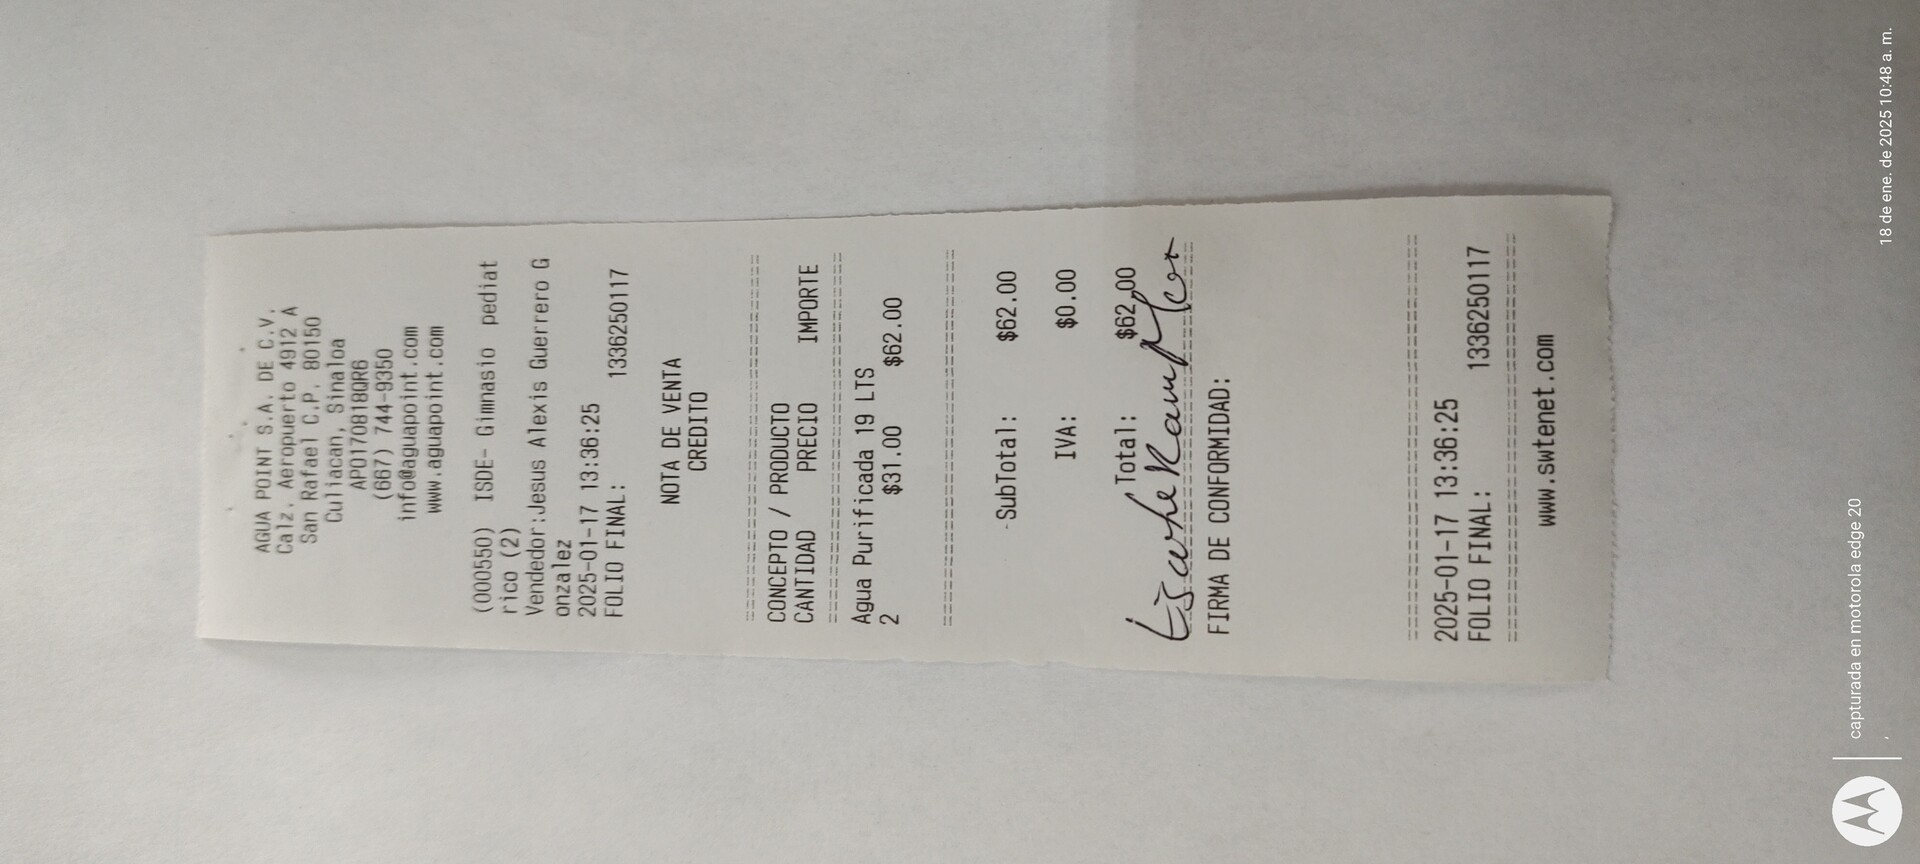 AGUA POINT S.A. DE C.V.
Calz. Aeropuerto 4912 A
San Rafael C.P. 80150
Culiacan, Sinaloa
APO170818QR6
(667) 744-9350
info@aguapoint.com
www.aguapoint.com
(000550) ISDE- Gimnasio pediat
rico (2)
Vendedor:Jesus Alexis Guerrero G
onzalez
2025-01-17 13:36:25
FOLIO FINAL: 1336250117
NOTA DE VENTA
CREDITO
CONCEPTO / PRODUCTO
CANTIDAD PRECIO IMPORTE
Agua Purificada 19 LTS
2 $31.00 $62.00
SubTotal: $62.00
IVA: $0.00
Total: $62.00
FIRMA DE CONFORMIDAD:
2025-01-17 13:36:25
FOLIO FINAL: 1336250117
www.swtenet.com
capturada en motorola edge 20
18 de ene. de 2025 10:48 a. m.